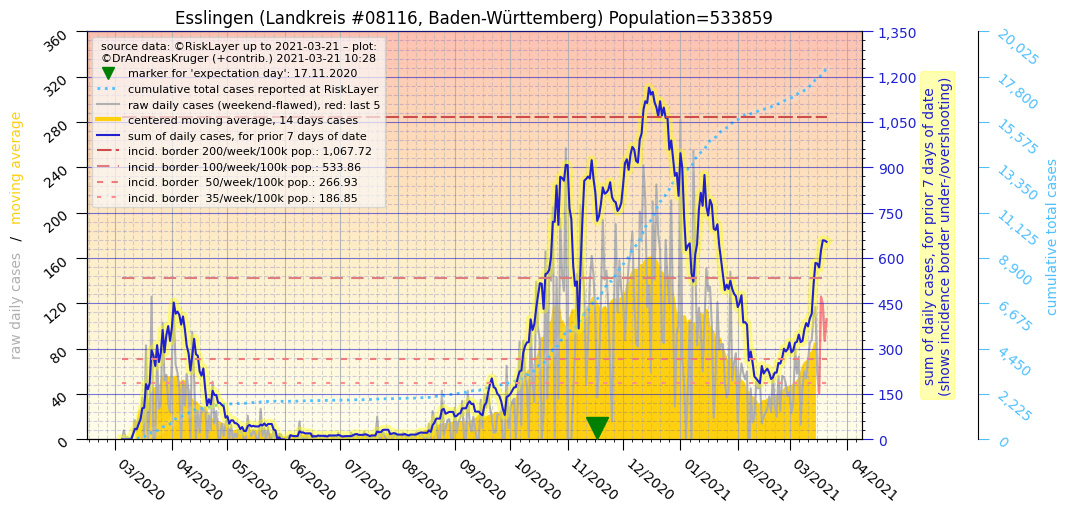 Esslingen (Landkreis #08116, Baden-Württemberg) Population=533859
source data: ©RiskLayer up to 2021-03-21 – plot:
©DrAndreasKruger (+contrib.) 2021-03-21 10:28
marker for 'expectation day': 17.11.2020
cumulative total cases reported at RiskLayer
raw daily cases (weekend-flawed), red: last 5
centered moving average, 14 days cases
sum of daily cases, for prior 7 days of date
incid. border 200/week/100k pop.: 1,067.72
incid. border 100/week/100k pop.: 533.86
incid. border 50/week/100k pop.: 266.93
incid. border 35/week/100k pop.: 186.85
raw daily cases / moving average
360
320
280
240
200
160
120
80
40
0
03/2020
04/2020
05/2020
06/2020
07/2020
08/2020
09/2020
10/2020
11/2020
12/2020
01/2021
02/2021
03/2021
04/2021
1,350
1,200
1,050
900
750
600
450
300
150
0
sum of daily cases, for prior 7 days of date
(shows incidence border under-/overshooting)
20,025
17,800
15,575
13,350
11,125
8,900
6,675
4,450
2,225
0
cumulative total cases